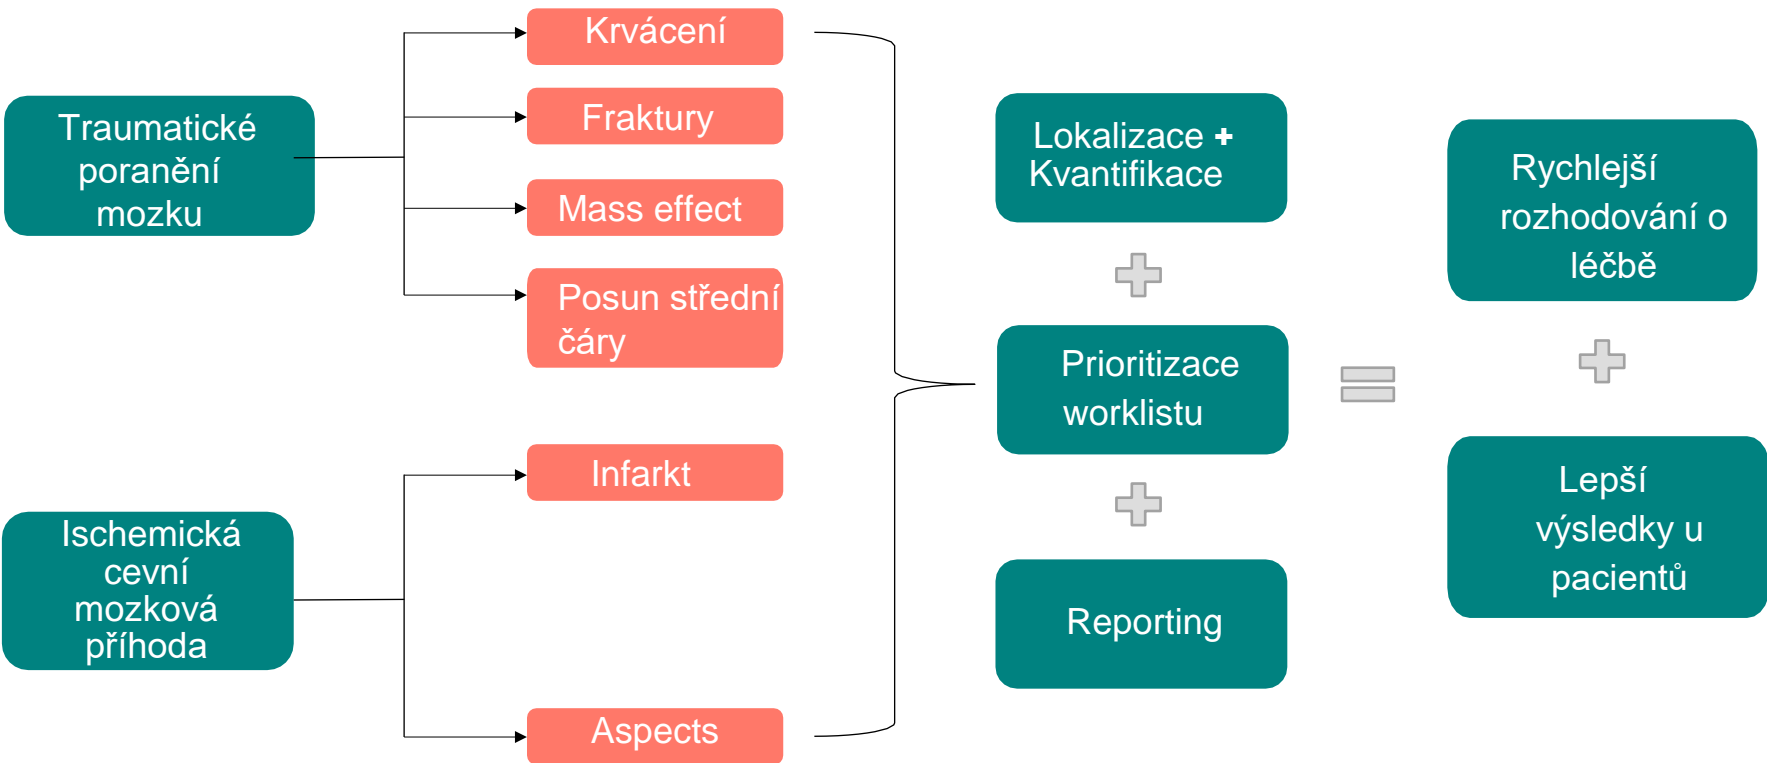 Traumatické
poranění
mozku
Krvácení
Fraktury
Mass effect
Posun střední
čáry
Ischemická
cevní
mozková
příhoda
Infarkt
Aspects
Lokalizace +
Kvantifikace
Prioritizace
worklistu
Reporting
Rychlejší
rozhodování o
léčbě
Lepší
výsledky u
pacientů